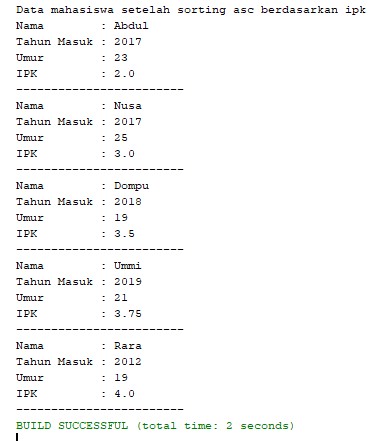 Data mahasiswa setelah sorting asc berdasarkan ipk
Nama : Abdul
Tahun Masuk : 2017
Umur : 23
IPK : 2.0
------------------------
Nama : Nusa
Tahun Masuk : 2017
Umur : 25
IPK : 3.0
------------------------
Nama : Dompu
Tahun Masuk : 2018
Umur : 19
IPK : 3.5
------------------------
Nama : Ummi
Tahun Masuk : 2019
Umur : 21
IPK : 3.75
------------------------
Nama : Rara
Tahun Masuk : 2012
Umur : 19
IPK : 4.0
------------------------
BUILD SUCCESSFUL (total time: 2 seconds)